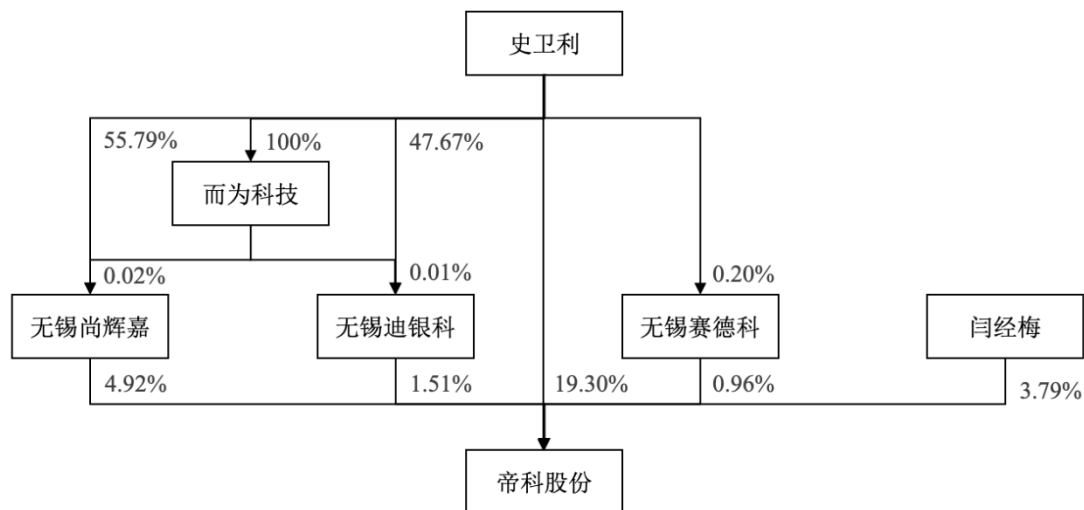 史卫利
55.79%
100%
47.67%
而为科技
0.02%
0.01%
0.20%
无锡尚辉嘉
无锡迪银科
无锡赛德科
闫经梅
4.92%
1.51%
19.30%
0.96%
3.79%
帝科股份